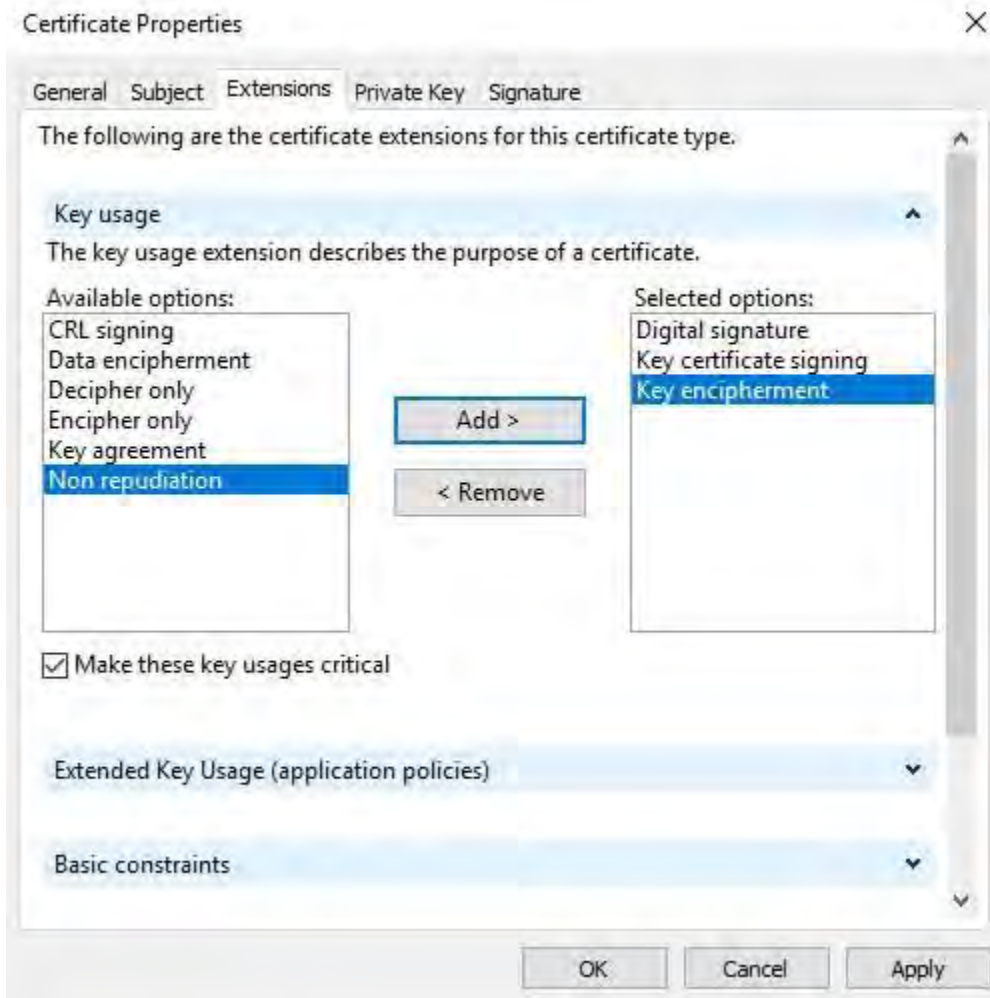 Certificate Properties
General Subject Extensions Private Key Signature
The following are the certificate extensions for this certificate type.
Key usage
The key usage extension describes the purpose of a certificate.
Available options:
CRL signing
Data encipherment
Decipher only
Encipher only
Key agreement
Non repudiation
Add >
< Remove
Selected options:
Digital signature
Key certificate signing
Key encipherment
Make these key usages critical
Extended Key Usage (application policies)
Basic constraints
OK Cancel Apply